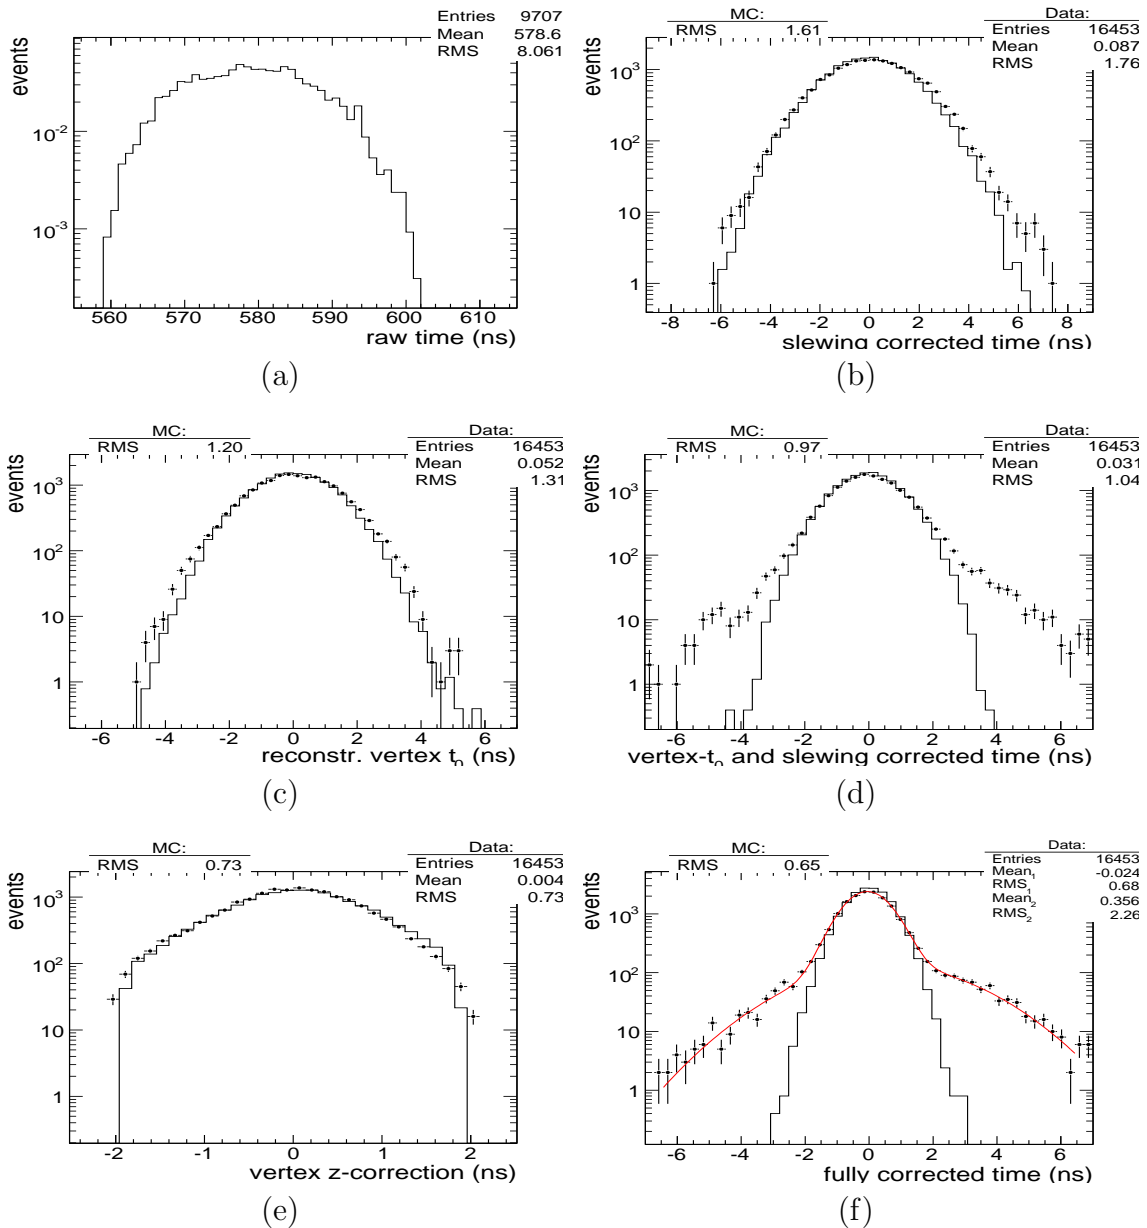 Entries 9707
Mean 578.6
RMS 8.061
events
10⁻²
10⁻³
560 570 580 590 600 610
raw time (ns)
(a)
MC:
RMS 1.61
Data:
Entries 16453
Mean 0.087
RMS 1.76
events
10³
10²
10
1
-8 -6 -4 -2 0 2 4 6 8
slewing corrected time (ns)
(b)
MC:
RMS 1.20
Data:
Entries 16453
Mean 0.052
RMS 1.31
events
10³
10²
10
1
-6 -4 -2 0 2 4 6
reconstr. vertex t₀ (ns)
(c)
MC:
RMS 0.97
Data:
Entries 16453
Mean 0.031
RMS 1.04
events
10³
10²
10
1
-6 -4 -2 0 2 4 6
vertex-t₀ and slewing corrected time (ns)
(d)
MC:
RMS 0.73
Data:
Entries 16453
Mean 0.004
RMS 0.73
events
10³
10²
10
1
-2 -1 0 1 2
vertex z-correction (ns)
(e)
MC:
RMS 0.65
Data:
Entries 16453
Mean₁ -0.024
RMS₁ 0.68
Mean₂ 0.356
RMS₂ 2.26
events
10³
10²
10
1
-6 -4 -2 0 2 4 6
fully corrected time (ns)
(f)